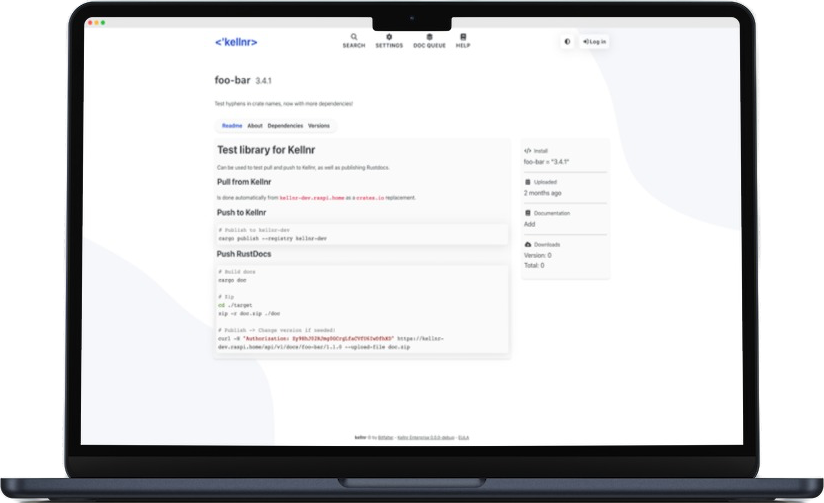 <'kellnr>
SEARCH SETTINGS DOC QUEUE HELP
Log in
foo-bar 3.4.1
Test hyphens in crate names, now with more dependencies!
Readme About Dependencies Versions
Test library for Kellnr
Can be used to test pull and push to Kellnr, as well as publishing Rustdocs.
Pull from Kellnr
Is done automatically from kellnr-dev.raspi.home as a crates.io replacement.
Push to Kellnr
# Publish to kellnr-dev
cargo publish --registry kellnr-dev
Push RustDocs
# Build docs
cargo doc
# Zip
cd ./target
zip -r doc.zip ./doc
# Publish -> Change version if needed!
curl -H "Authorization: https://kellnr-
dev.raspi.home/api/v1/docs/foo-bar/1.1.0 --upload-file doc.zip
Install
foo-bar = "3.4.1"
Uploaded
2 months ago
Documentation
Add
Downloads
Version: 0
Total: 0
kellnr © by Bitfalter - Kellnr Enterprise debug - EULA